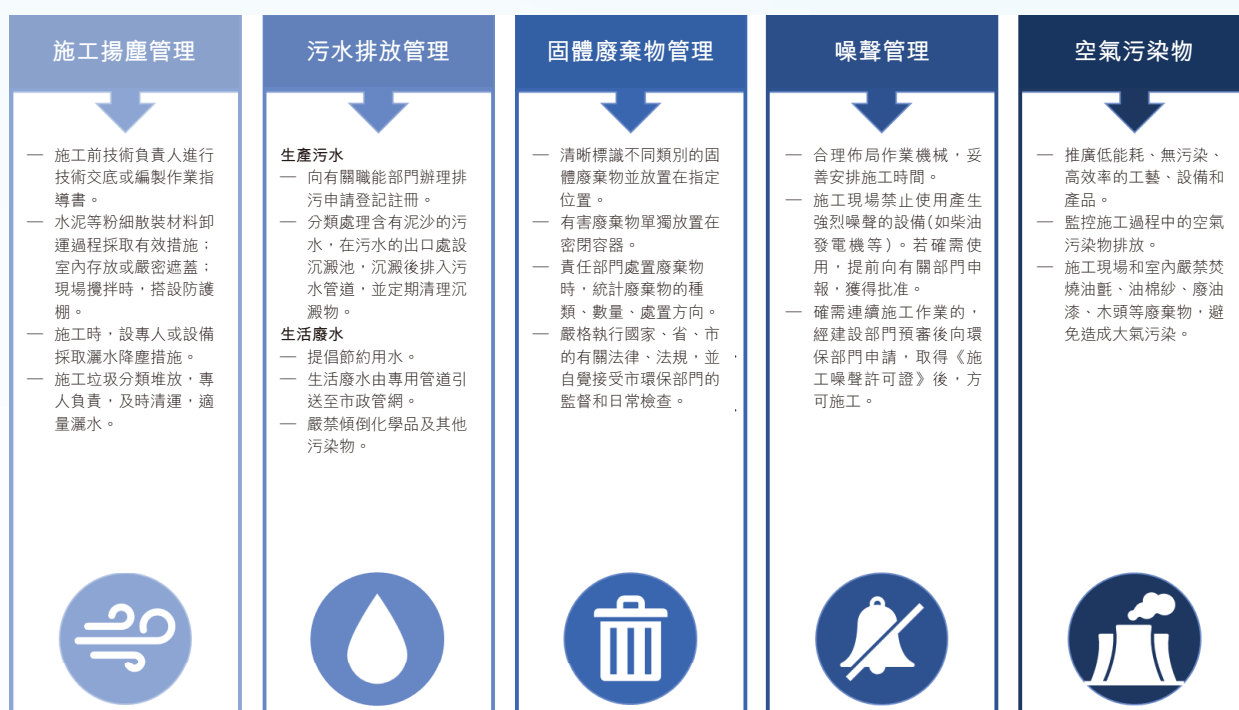 施工揚塵管理
— 施工前技術負責人進行
技術交底或編製作業指
導書。
— 水泥等粉細散裝材料卸
運過程採取有效措施；
室內存放或嚴密遮蓋；
現場攪拌時，搭設防護
棚。
— 施工時，設專人或設備
採取灑水降塵措施。
— 施工垃圾分類堆放，專
人負責，及時清運，適
量灑水。
污水排放管理
生產污水
— 向有關職能部門辦理排
污申請登記註冊。
— 分類處理含有泥沙的污
水，在污水的出口處設
沉澱池，沉澱後排入污
水管道，並定期清理沉
澱物。
生活廢水
— 提倡節約用水。
— 生活廢水由專用管道引
送至市政管網。
— 嚴禁傾倒化學品及其他
污染物。
固體廢棄物管理
— 清晰標識不同類別的固
體廢棄物並放置在指定
位置。
— 有害廢棄物單獨放置在
密閉容器。
— 責任部門處置廢棄物
時，統計廢棄物的種
類、數量、處置方向。
— 嚴格執行國家、省、市
的有關法律、法規，並
自覺接受市環保部門的
監督和日常檢查。
噪聲管理
— 合理佈局作業機械，妥
善安排施工時間。
— 施工現場禁止使用產生
強烈噪聲的設備(如柴油
發電機等)。若確需使
用，提前向有關部門申
報，獲得批准。
— 確需連續施工作業的，
經建設部門預審後向環
保部門申請，取得《施
工噪聲許可證》後，方
可施工。
空氣污染物
— 推廣低能耗、無污染、
高效率的工藝、設備和
產品。
— 監控施工過程中的空氣
污染物排放。
— 施工現場和室內嚴禁焚
燒油氈、油棉紗、廢油
漆、木頭等廢棄物，避
免造成大氣污染。